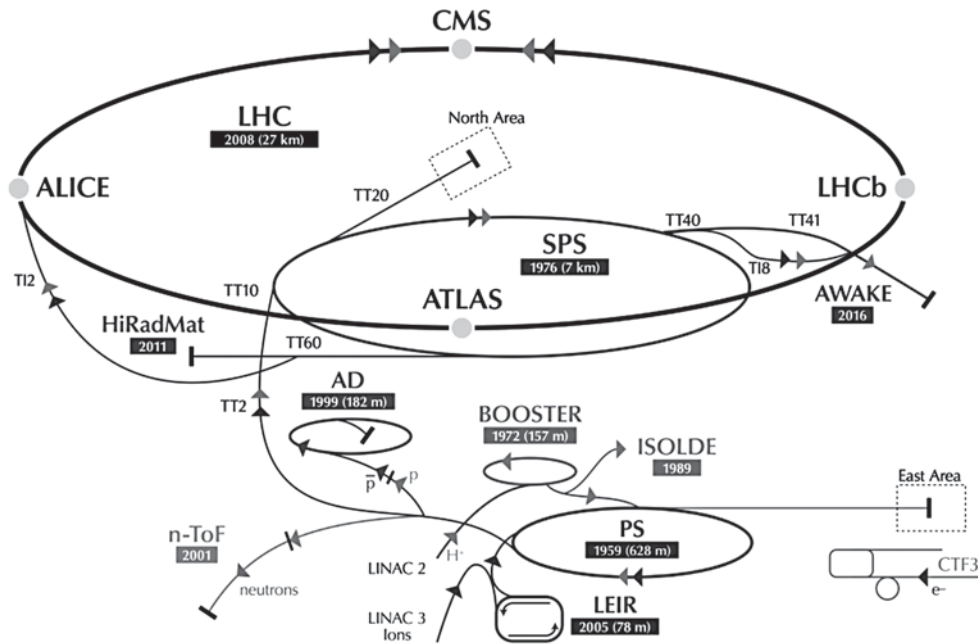 CMS
LHC
2008 (27 km)
North Area
ALICE
TT20
LHCb
TT40
TT41
SPS
1976 (7 km)
TI8
TI2
TT10
ATLAS
AWAKE
2016
HiRadMat
2011
TT60
AD
1999 (182 m)
TT2
BOOSTER
1972 (157 m)
ISOLDE
1989
p̅
p
East Area
n-ToF
2001
PS
1959 (628 m)
H⁻
LINAC 2
neutrons
CTF3
e⁻
LEIR
2005 (78 m)
LINAC 3
Ions